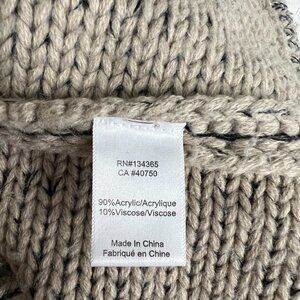 RN#134365
CA #40750
90%Acrylic/Acrylique
10%Viscose/Viscose
Made In China
Fabriqué en Chine